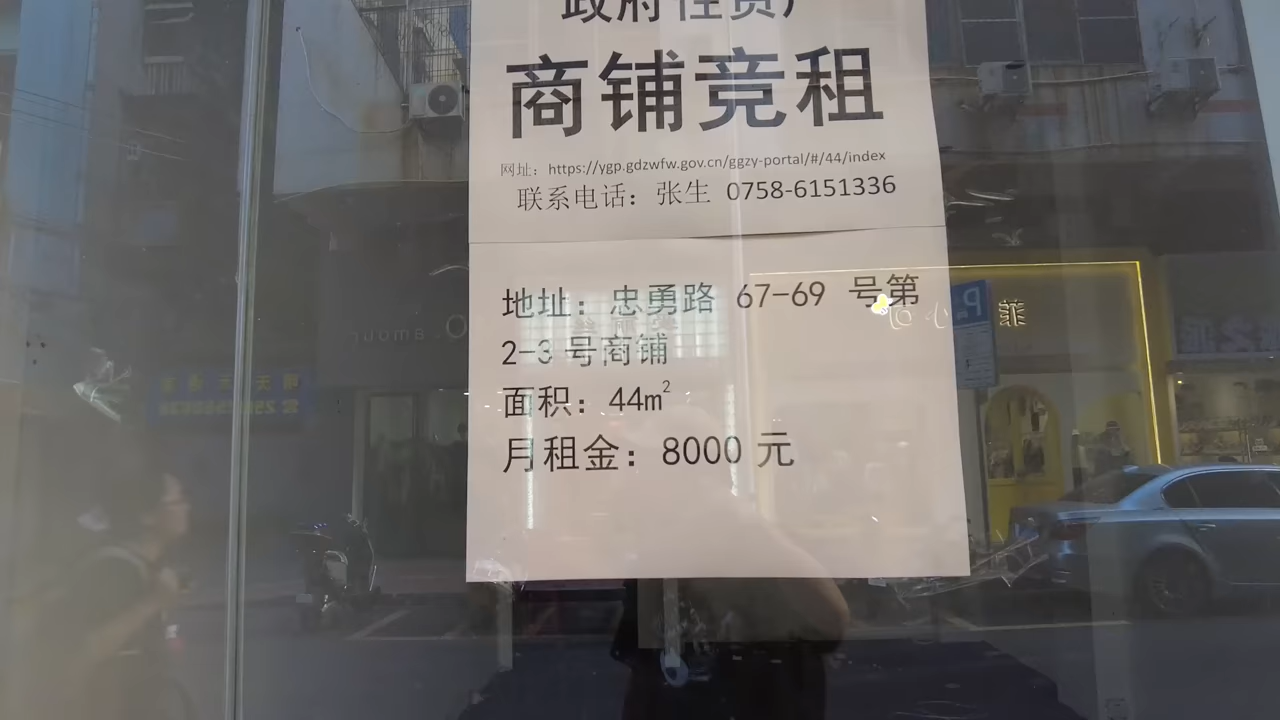 商铺竞租
网址：https://ygp.gdzwfw.gov.cn/ggzy-portal/#/44/index
联系电话：张生 0758-6151336
地址：忠勇路 67-69 号第
2-3 号商铺
面积：44m²
月租金：8000 元
P
菲